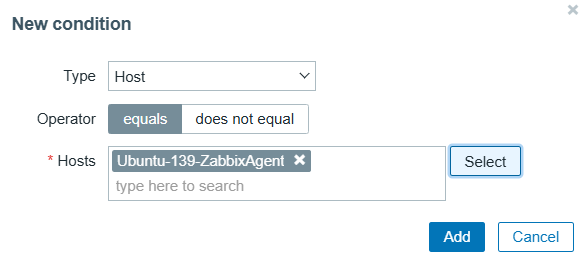 New condition
Type Host
Operator equals does not equal
* Hosts Ubuntu-139-ZabbixAgent Select
type here to search
Add Cancel